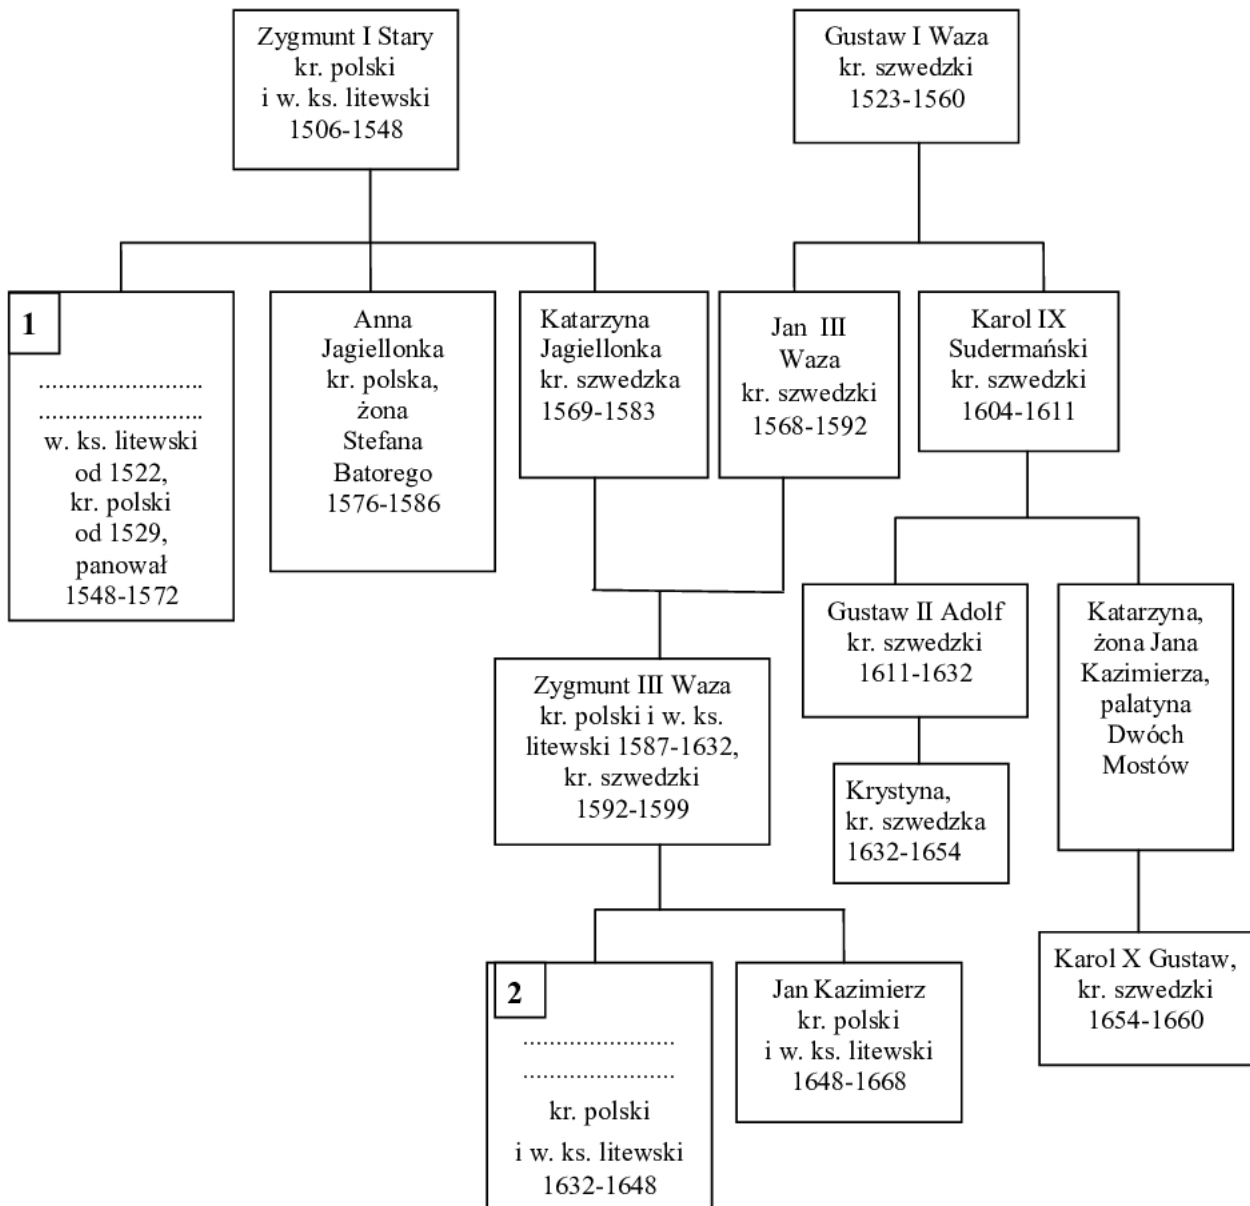 Zygmunt I Stary
kr. polski
i w. ks. litewski
1506-1548
Gustaw I Waza
kr. szwedzki
1523-1560
1
..........................
..........................
w. ks. litewski
od 1522,
kr. polski
od 1529,
panował
1548-1572
Anna
Jagiellonka
kr. polska,
żona
Stefana
Batorego
1576-1586
Katarzyna
Jagiellonka
kr. szwedzka
1569-1583
Jan III
Waza
kr. szwedzki
1568-1592
Karol IX
Sudermański
kr. szwedzki
1604-1611
Zygmunt III Waza
kr. polski i w. ks.
litewski 1587-1632,
kr. szwedzki
1592-1599
Gustaw II Adolf
kr. szwedzki
1611-1632
Katarzyna,
żona Jana
Kazimierza,
palatyna
Dwóch
Mostów
Krystyna,
kr. szwedzka
1632-1654
2
........................
........................
kr. polski
i w. ks. litewski
1632-1648
Jan Kazimierz
kr. polski
i w. ks. litewski
1648-1668
Karol X Gustaw,
kr. szwedzki
1654-1660